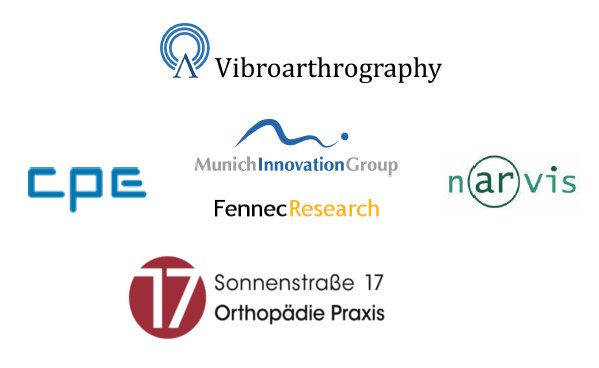 Vibroarthrography
MunichInnovationGroup
cpe
FennecResearch
narvis
17 Sonnenstraße 17
Orthopädie Praxis